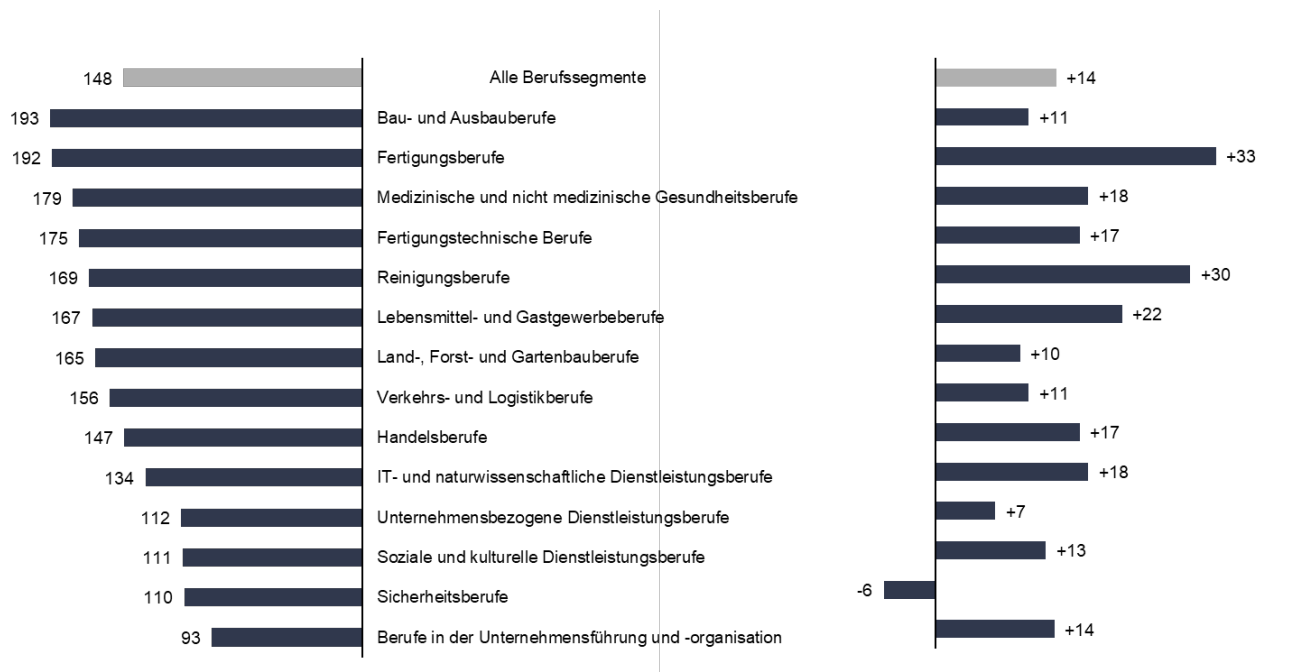 148 Alle Berufssegmente +14
193 Bau- und Ausbauberufe +11
192 Fertigungsberufe +33
179 Medizinische und nicht medizinische Gesundheitsberufe +18
175 Fertigungstechnische Berufe +17
169 Reinigungsberufe +30
167 Lebensmittel- und Gastgewerbeberufe +22
165 Land-, Forst- und Gartenbauberufe +10
156 Verkehrs- und Logistikberufe +11
147 Handelsberufe +17
134 IT- und naturwissenschaftliche Dienstleistungsberufe +18
112 Unternehmensbezogene Dienstleistungsberufe +7
111 Soziale und kulturelle Dienstleistungsberufe +13
110 Sicherheitsberufe -6
93 Berufe in der Unternehmensführung und -organisation +14